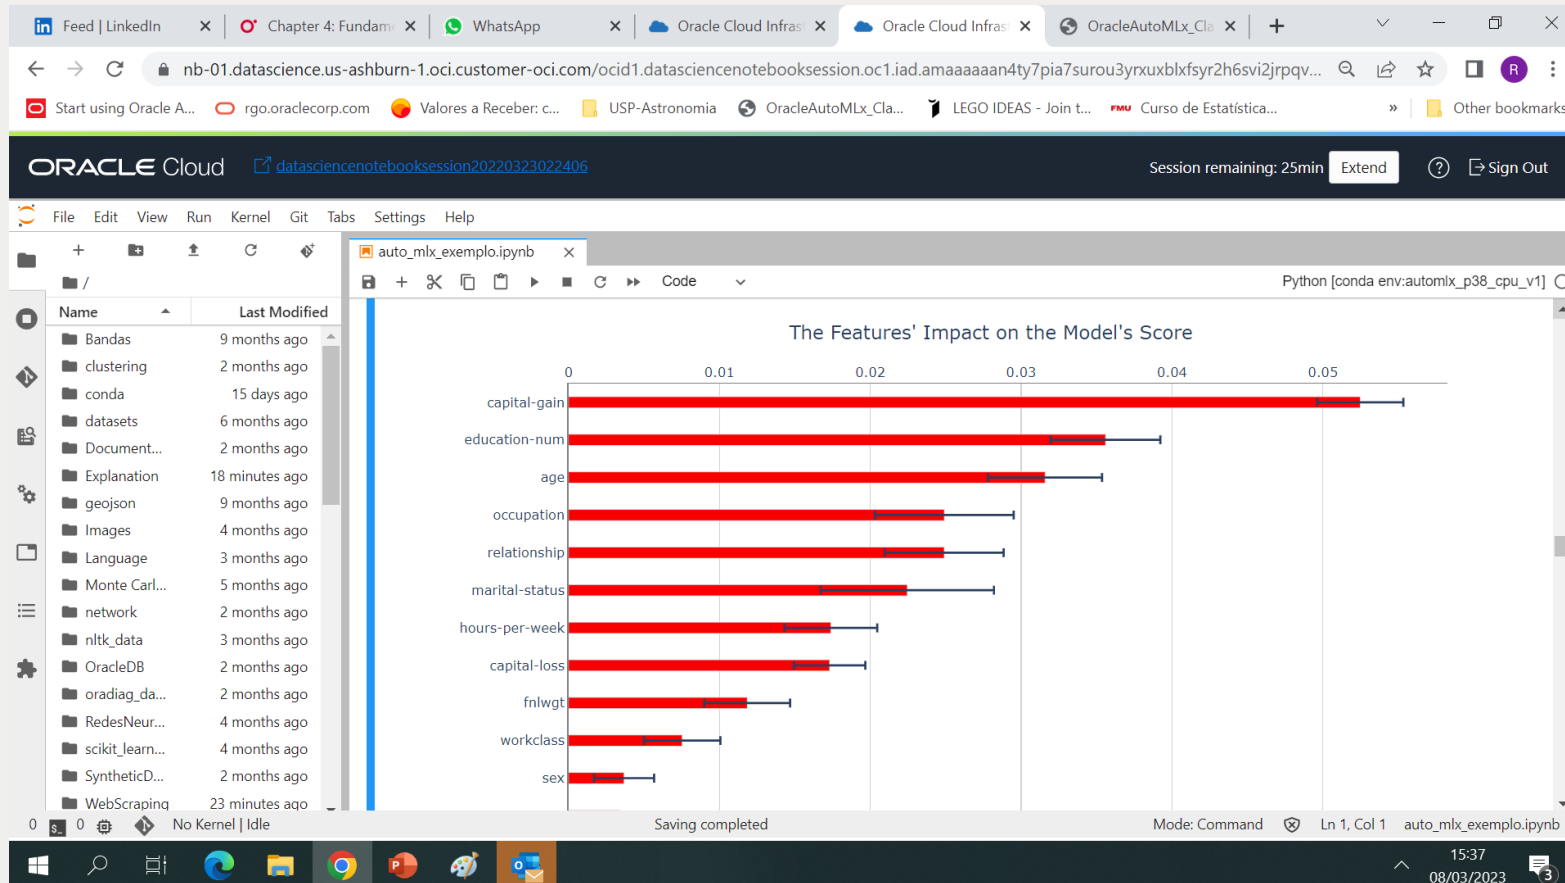 in Feed | LinkedIn
Chapter 4: Fundam
WhatsApp
Oracle Cloud Infras
Oracle Cloud Infras
OracleAutoMLx_Cla
nb-01.datascience.us-ashburn-1.oci.customer-oci.com/ocid1.datasciencenotebooksession.oc1.iad.amaaaaaan4ty7pia7surou3yrxuxblxfsyr2h6svi2jrpqv...
R
Start using Oracle A...
rgo.oraclecorp.com
Valores a Receber: c...
USP-Astronomia
OracleAutoMLx_Cla...
LEGO IDEAS - Join t...
FMU Curso de Estatística...
»
Other bookmarks
ORACLE Cloud
datasciencenotebooksession20220323022406
Session remaining: 25min
Extend
?
Sign Out
File Edit View Run Kernel Git Tabs Settings Help
auto_mlx_exemplo.ipynb
/
Code
Python [conda env:automlx_p38_cpu_v1]
Name Last Modified
Bandas 9 months ago
clustering 2 months ago
conda 15 days ago
datasets 6 months ago
Document... 2 months ago
Explanation 18 minutes ago
geojson 9 months ago
Images 4 months ago
Language 3 months ago
Monte Carl... 5 months ago
network 2 months ago
nltk_data 3 months ago
OracleDB 2 months ago
oradiag_da... 2 months ago
RedesNeur... 4 months ago
scikit_learn... 4 months ago
SyntheticD... 2 months ago
WebScraping 23 minutes ago
The Features' Impact on the Model's Score
0 0.01 0.02 0.03 0.04 0.05
capital-gain
education-num
age
occupation
relationship
marital-status
hours-per-week
capital-loss
fnlwgt
workclass
sex
0 $_ 0 No Kernel | Idle
Saving completed
Mode: Command
Ln 1, Col 1 auto_mlx_exemplo.ipynb
15:37
08/03/2023
3